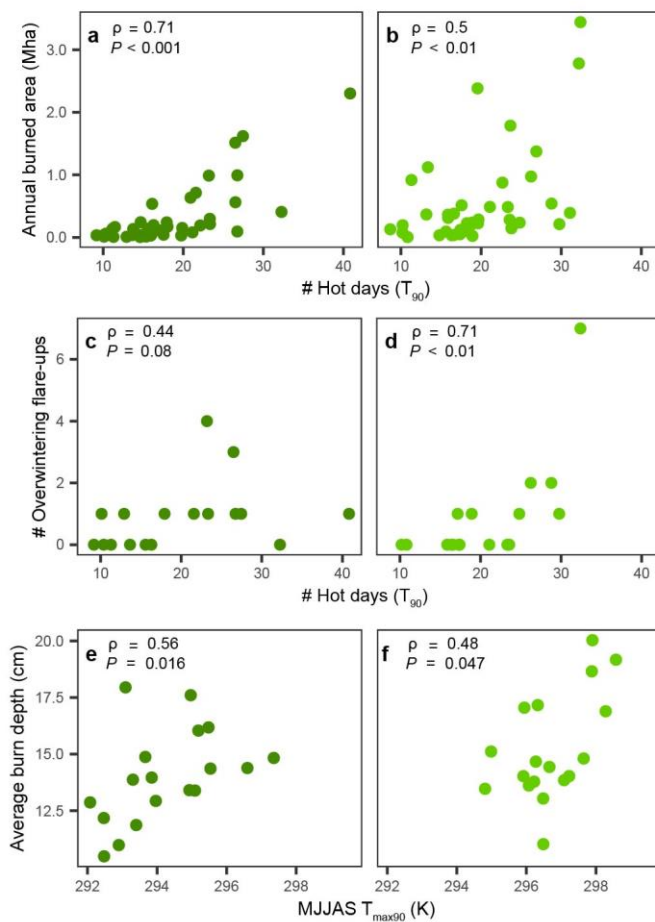 a ρ = 0.71
P < 0.001
b ρ = 0.5
P < 0.01
Annual burned area (Mha)
3.0
2.0
1.0
0.0
10 20 30 40
10 20 30 40
# Hot days (T90)
c ρ = 0.44
P = 0.08
d ρ = 0.71
P < 0.01
# Overwintering flare-ups
6
4
2
0
10 20 30 40
10 20 30 40
# Hot days (T90)
e ρ = 0.56
P = 0.016
f ρ = 0.48
P = 0.047
Average burn depth (cm)
20.0
17.5
15.0
12.5
292 294 296 298
292 294 296 298
MJJAS Tmax90 (K)